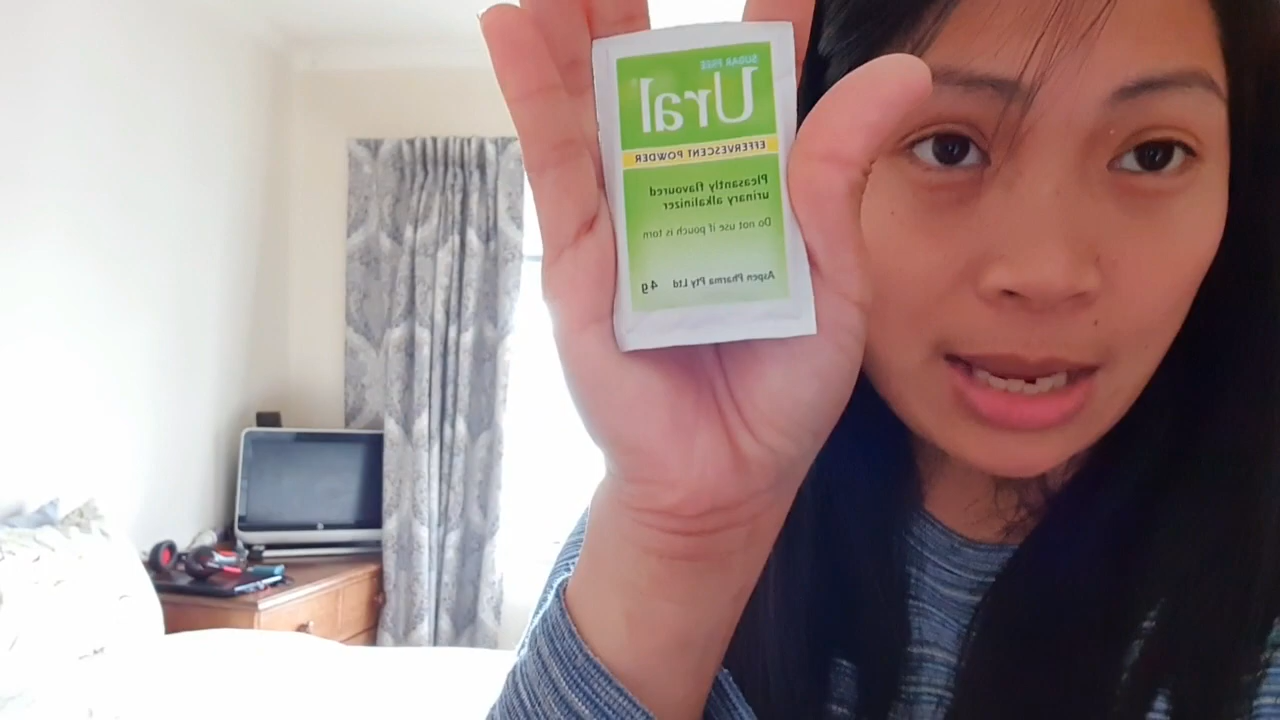 SUGAR FREE
Ural
EFFERVESCENT POWDER
Pleasantly flavoured
urinary alkalinizer
Do not use if pouch is torn
Aspen Pharma Pty Ltd 4g